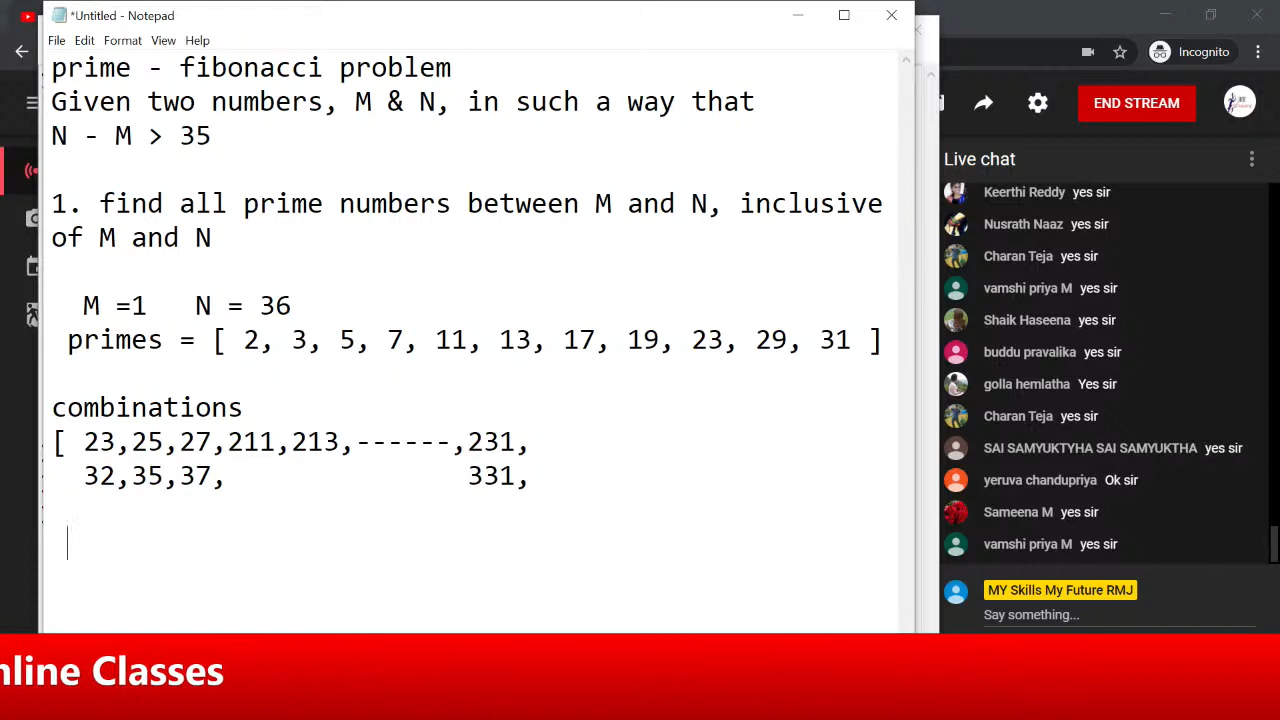 *Untitled - Notepad
File Edit Format View Help
prime - fibonacci problem
Given two numbers, M & N, in such a way that
N - M > 35
1. find all prime numbers between M and N, inclusive
of M and N
M =1 N = 36
primes = [ 2, 3, 5, 7, 11, 13, 17, 19, 23, 29, 31 ]
combinations
[ 23,25,27,211,213,------,231,
32,35,37, 331,
Incognito
END STREAM
Live chat
Keerthi Reddy yes sir
Nusrath Naaz yes sir
Charan Teja yes sir
vamshi priya M yes sir
Shaik Haseena yes sir
buddu pravalika yes sir
golla hemlatha Yes sir
Charan Teja yes sir
SAI SAMYUKTYHA SAI SAMYUKTHA yes sir
yeruva chandupriya Ok sir
Sameena M yes sir
vamshi priya M yes sir
MY Skills My Future RMJ
Say something...
nline Classes